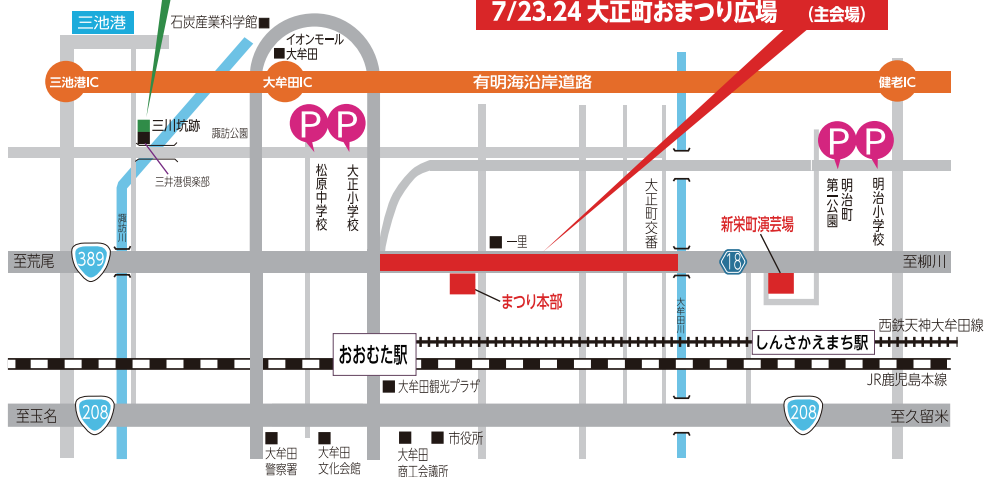 三池港
石炭産業科学館
7/23.24 大正町おまつり広場 (主会場)
イオンモール
大牟田
三池港IC
大牟田IC
有明海沿岸道路
健老IC
三川坑跡
諏訪公園
P
P
P
P
三井港倶楽部
松原中学校
大正小学校
大正町交番
明治町
第一公園
明治小学校
諏訪川
新栄町演芸場
一里
至荒尾
389
18
至柳川
まつり本部
大牟田川
西鉄天神大牟田線
おおむた駅
しんさかえまち駅
JR鹿児島本線
大牟田観光プラザ
至玉名
208
208
至久留米
大牟田
警察署
大牟田
文化会館
大牟田
商工会議所
市役所